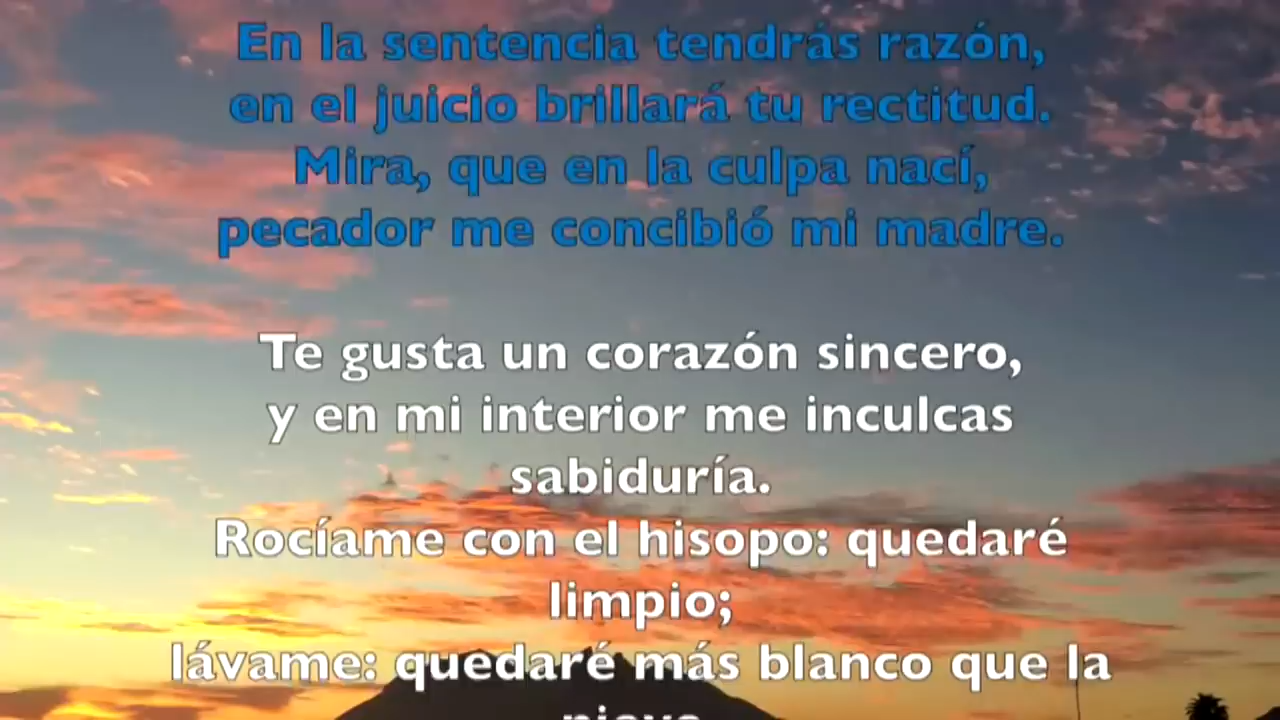 En la sentencia tendrás razón,
en el juicio brillará tu rectitud.
Mira, que en la culpa nací,
pecador me concibió mi madre.
Te gusta un corazón sincero,
y en mi interior me inculcas
sabiduría.
Rocíame con el hisopo: quedaré
limpio;
lávame: quedaré más blanco que la